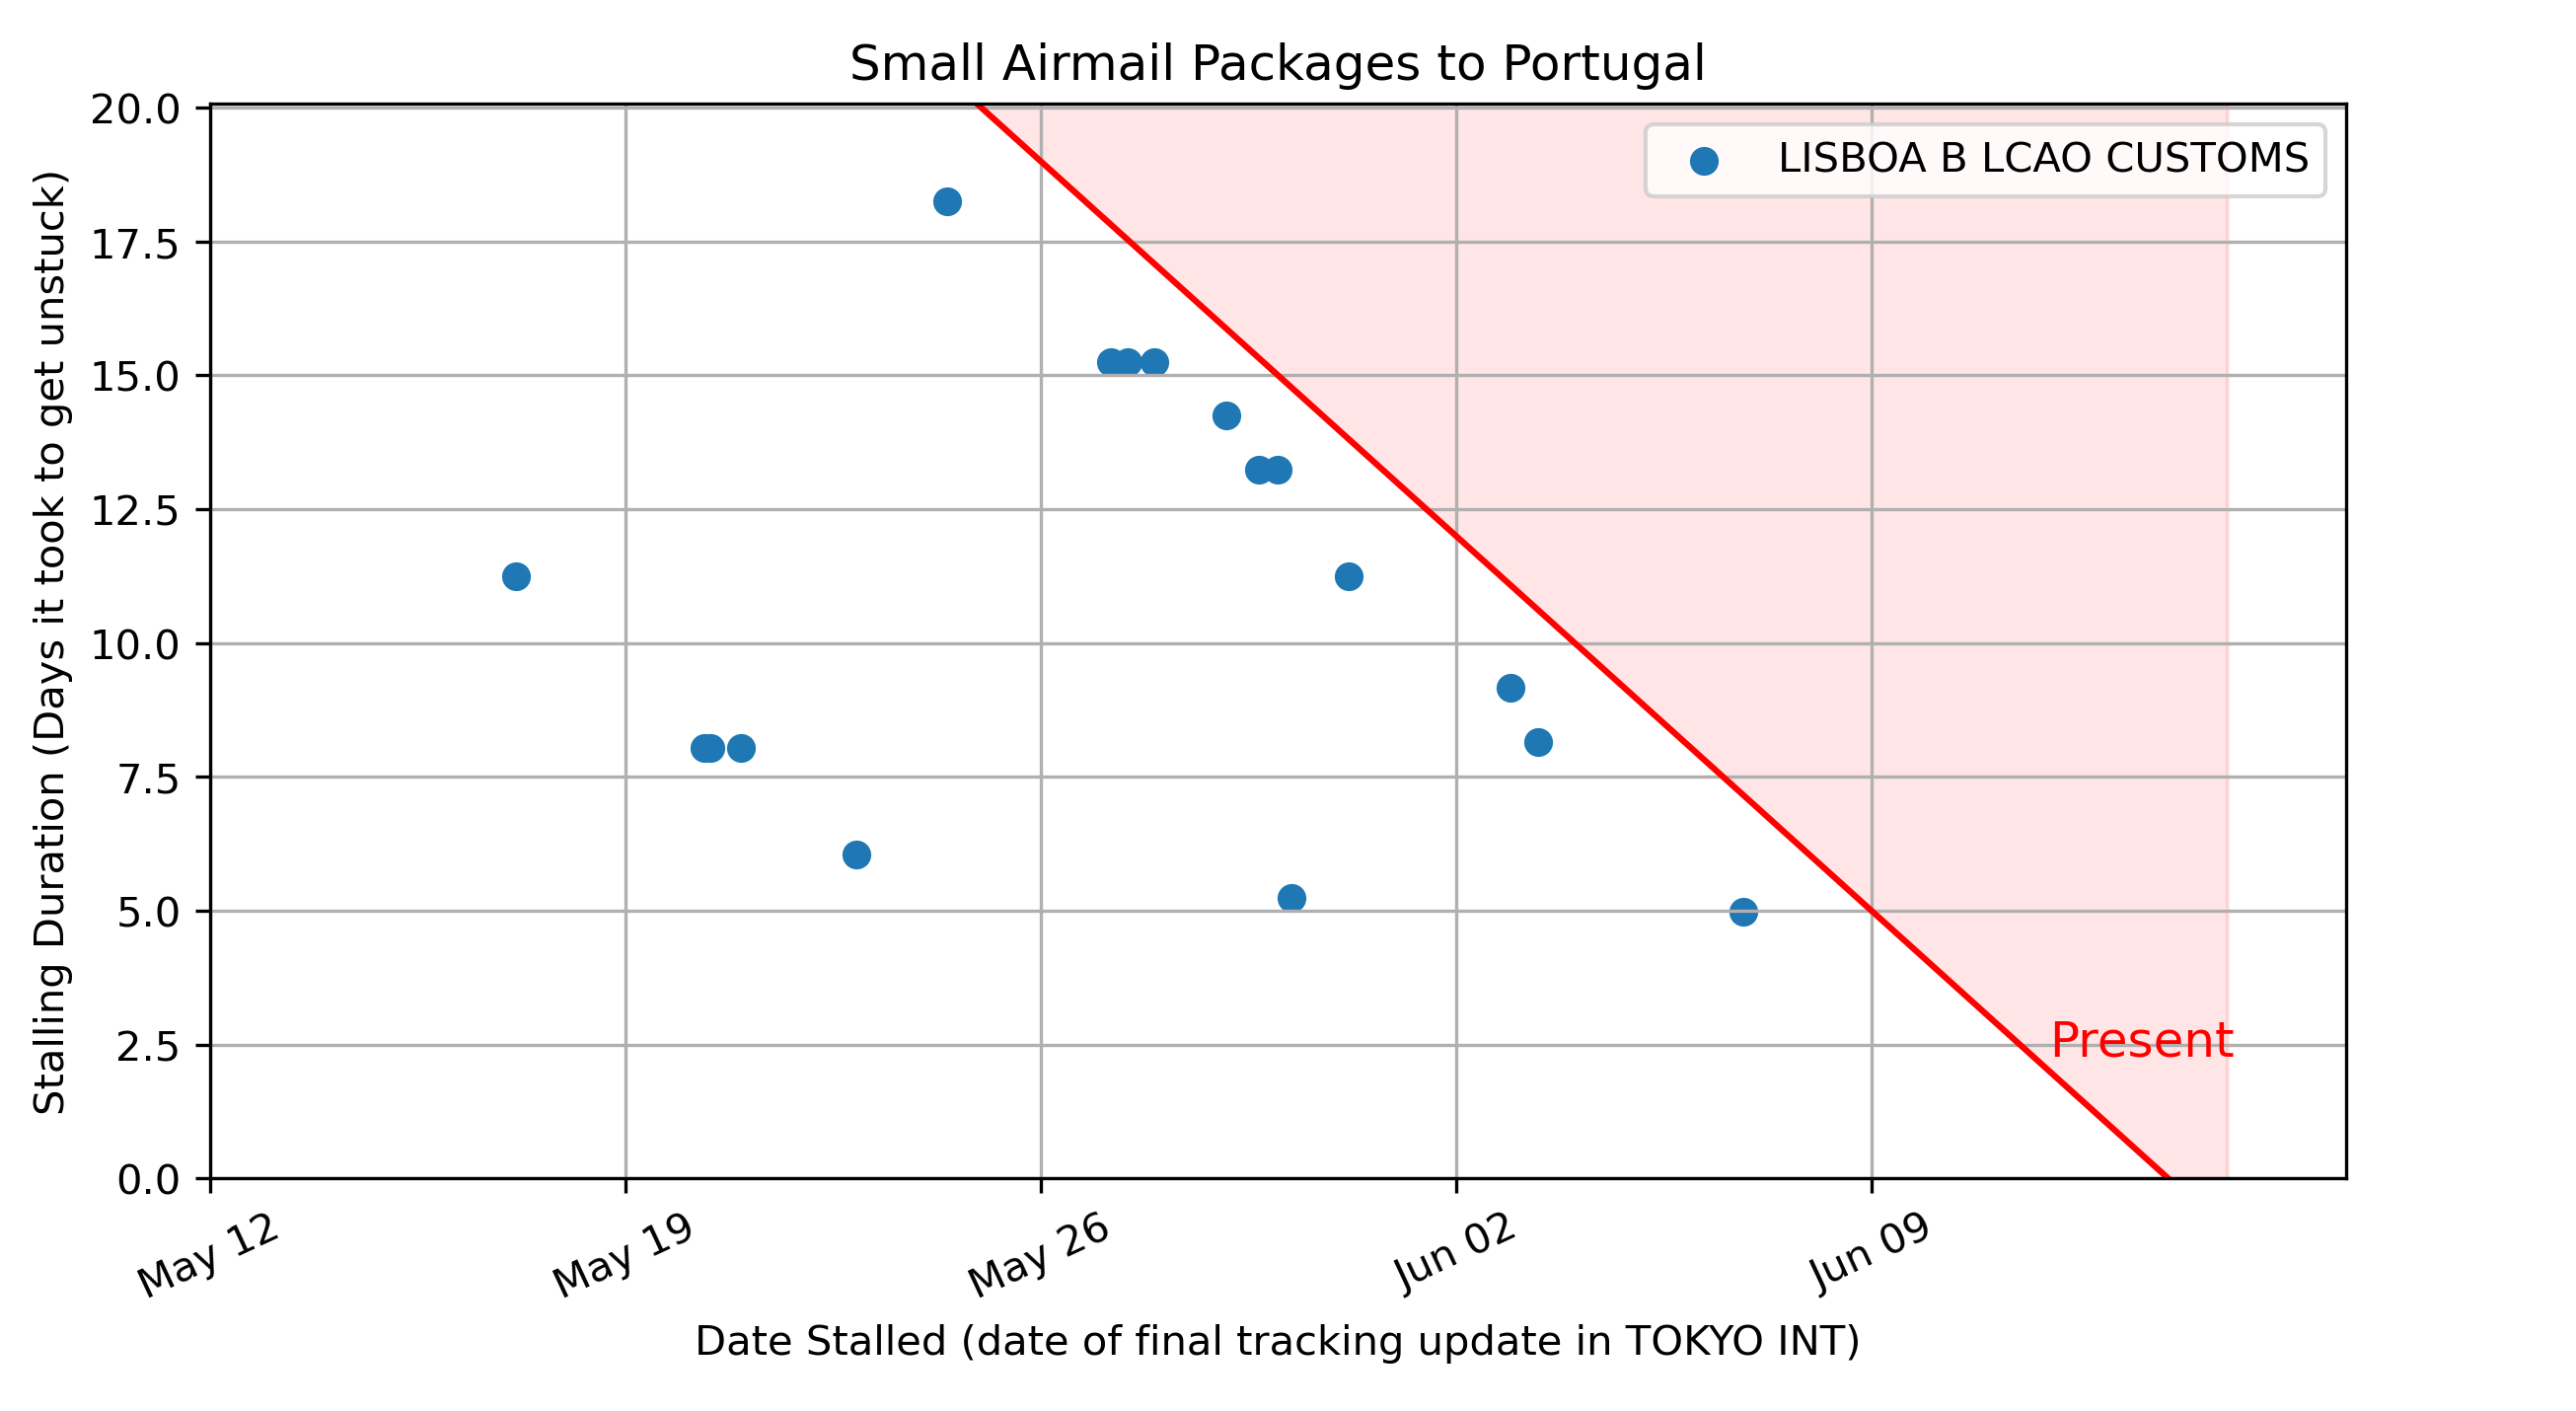 Small Airmail Packages to Portugal
LISBOA B LCAO CUSTOMS
Stalling Duration (Days it took to get unstuck)
20.0
17.5
15.0
12.5
10.0
7.5
5.0
2.5
0.0
Present
May 12
May 19
May 26
Jun 02
Jun 09
Date Stalled (date of final tracking update in TOKYO INT)